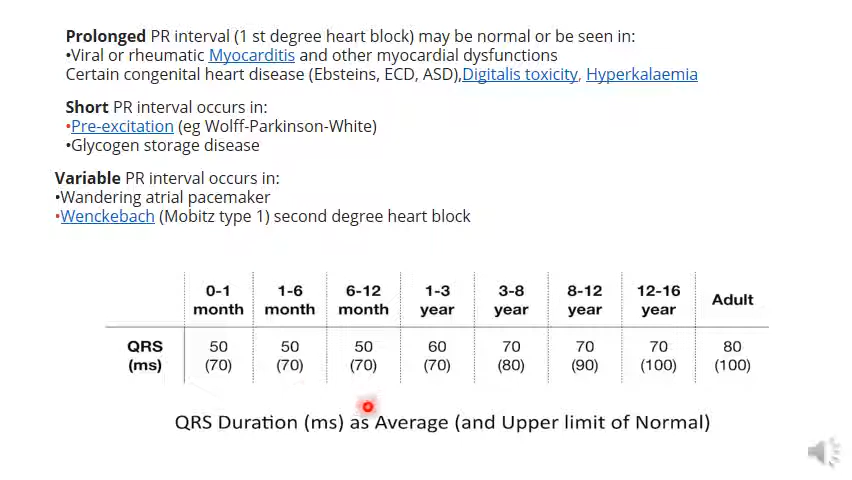 Prolonged PR interval (1 st degree heart block) may be normal or be seen in:
•Viral or rheumatic Myocarditis and other myocardial dysfunctions
Certain congenital heart disease (Ebsteins, ECD, ASD),Digitalis toxicity, Hyperkalaemia
Short PR interval occurs in:
•Pre-excitation (eg Wolff-Parkinson-White)
•Glycogen storage disease
Variable PR interval occurs in:
•Wandering atrial pacemaker
•Wenckebach (Mobitz type 1) second degree heart block
0-1 1-6 6-12 1-3 3-8 8-12 12-16 Adult
month month month year year year year
QRS 50 50 50 60 70 70 70 80
(ms) (70) (70) (70) (70) (80) (90) (100) (100)
QRS Duration (ms) as Average (and Upper limit of Normal)